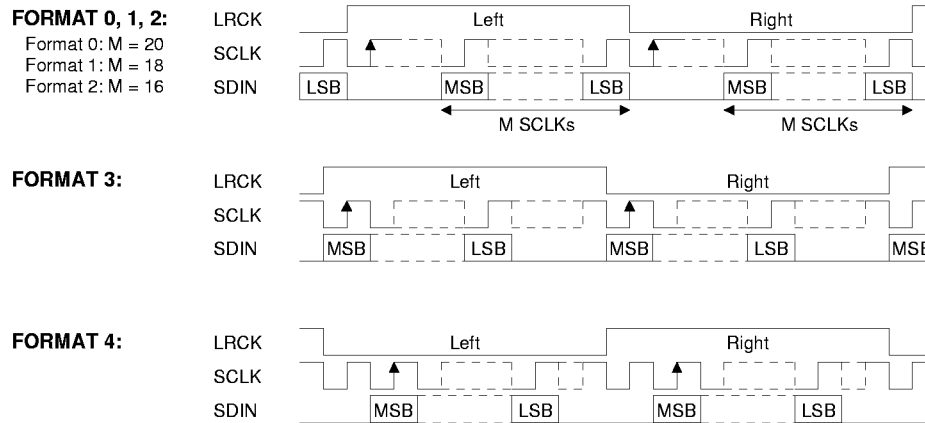 FORMAT 0, 1, 2:
Format 0: M = 20
Format 1: M = 18
Format 2: M = 16
LRCK Left Right
SCLK
SDIN LSB MSB LSB MSB LSB
M SCLKs M SCLKs
FORMAT 3:
LRCK Left Right
SCLK
SDIN MSB LSB MSB LSB MSB
FORMAT 4:
LRCK Left Right
SCLK
SDIN MSB LSB MSB LSB